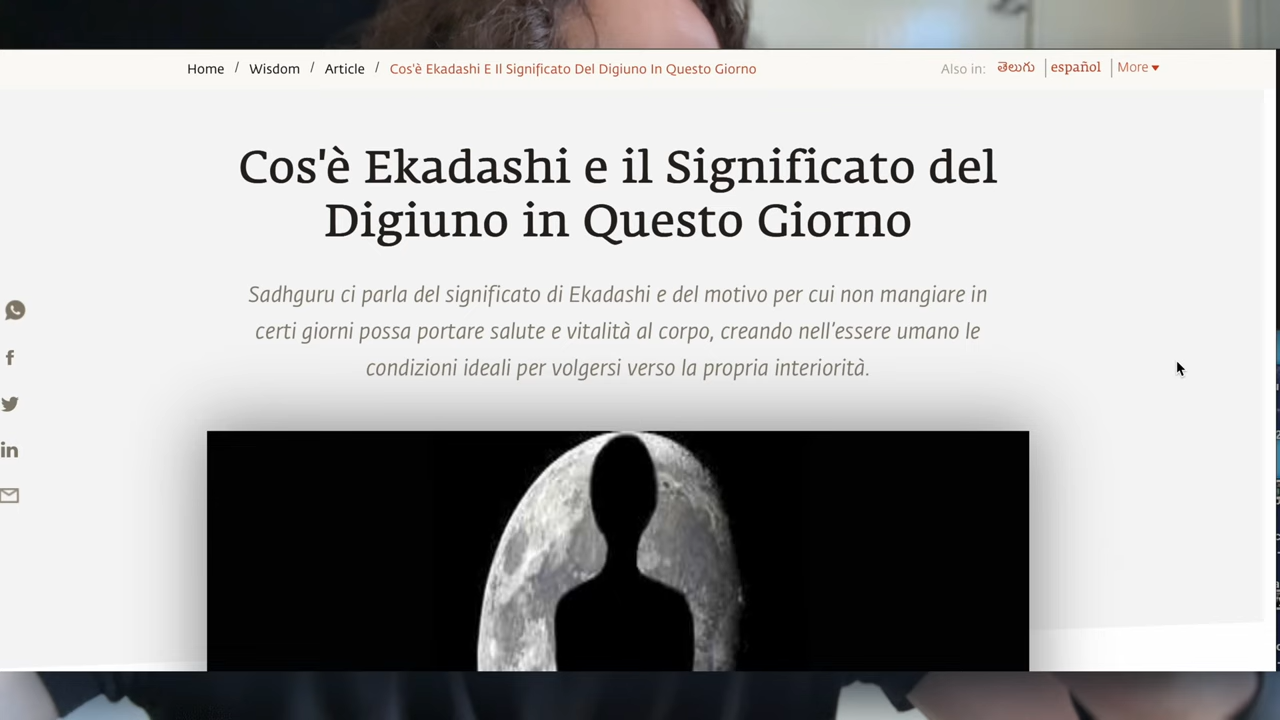 Home / Wisdom / Article / Cos'è Ekadashi E Il Significato Del Digiuno In Questo Giorno
Also in: తెలుగు | español | More
Cos'è Ekadashi e il Significato del
Digiuno in Questo Giorno
Sadhguru ci parla del significato di Ekadashi e del motivo per cui non mangiare in
certi giorni possa portare salute e vitalità al corpo, creando nell'essere umano le
condizioni ideali per volgersi verso la propria interiorità.